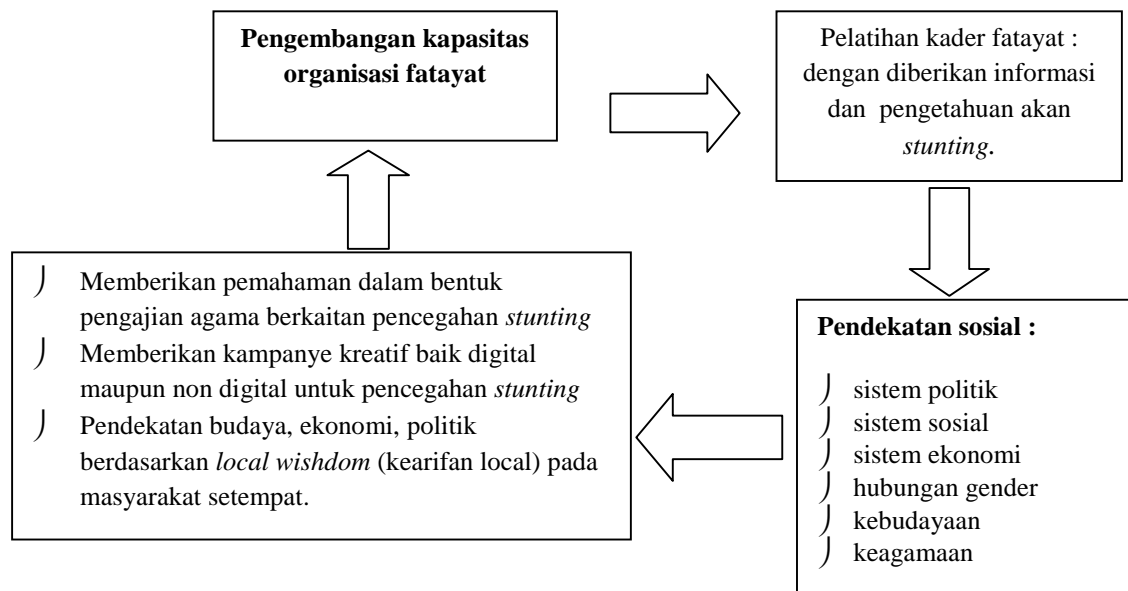 Pengembangan kapasitas
organisasi fatayat
Pelatihan kader fatayat :
dengan diberikan informasi
dan pengetahuan akan
stunting.
Pendekatan sosial :
⎠ sistem politik
⎠ sistem sosial
⎠ sistem ekonomi
⎠ hubungan gender
⎠ kebudayaan
⎠ keagamaan
⎠ Memberikan pemahaman dalam bentuk
pengajian agama berkaitan pencegahan stunting
⎠ Memberikan kampanye kreatif baik digital
maupun non digital untuk pencegahan stunting
⎠ Pendekatan budaya, ekonomi, politik
berdasarkan local wishdom (kearifan local) pada
masyarakat setempat.